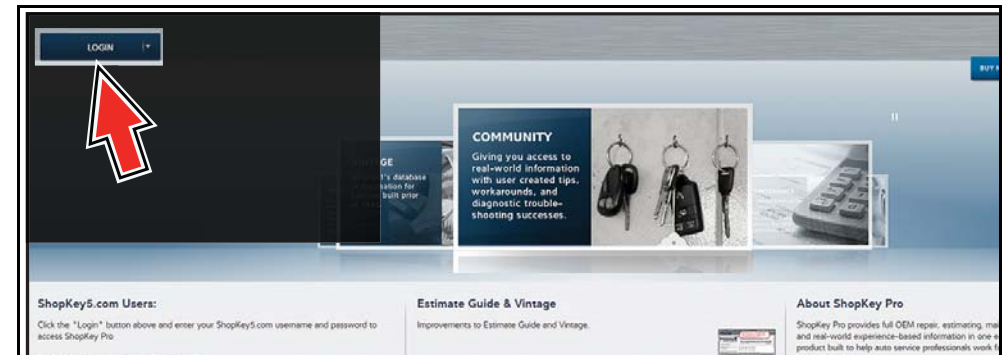 LOGIN
BUY
COMMUNITY
Giving you access to
real-world information
with user created tips,
workarounds, and
diagnostic trouble-
shooting successes.
's database
built prior
ShopKey5.com Users:
Click the "Login" button above and enter your ShopKey5.com username and password to
access ShopKey Pro
Estimate Guide & Vintage
Improvements to Estimate Guide and Vintage.
About ShopKey Pro
ShopKey Pro provides full OEM repair, estimating,
and real-world experience-based information in one
product built to help auto service professionals work